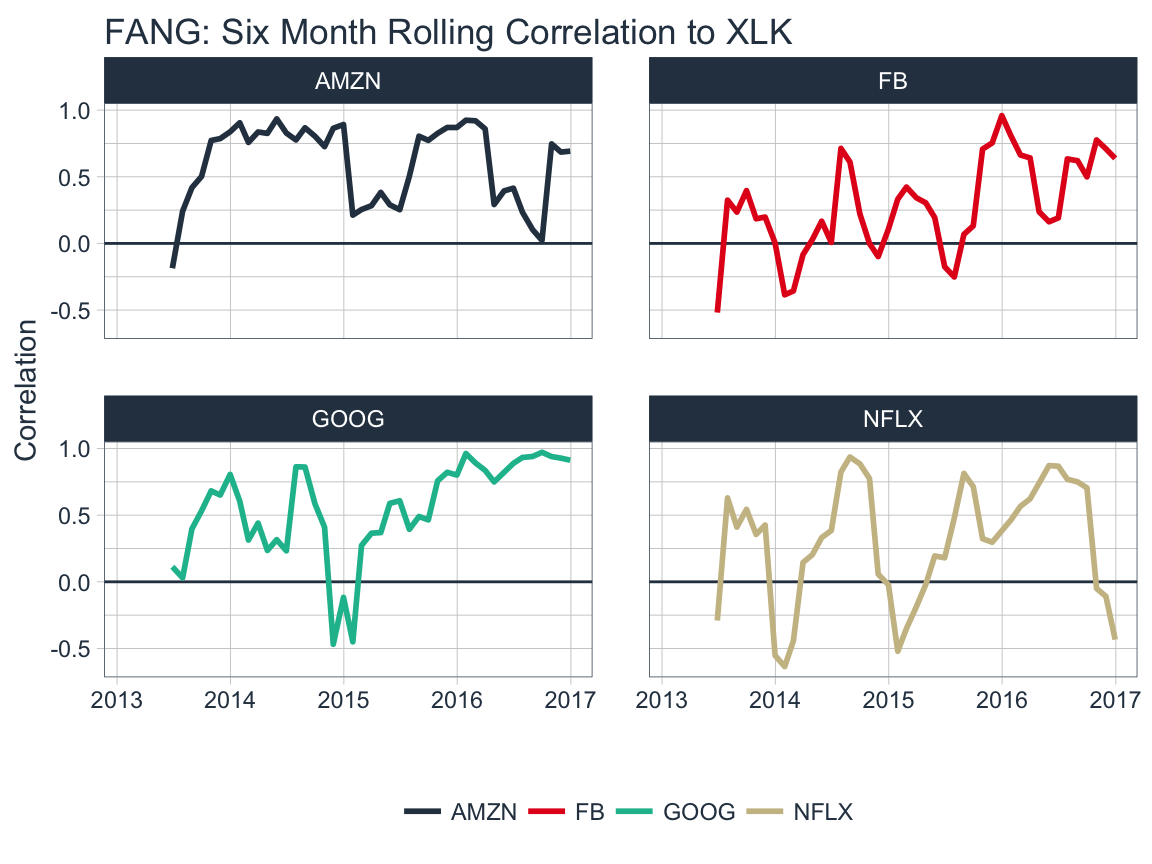 FANG: Six Month Rolling Correlation to XLK
AMZN
FB
1.0
0.5
0.0
-0.5
Correlation
GOOG
NFLX
1.0
0.5
0.0
-0.5
2013 2014 2015 2016 2017
2013 2014 2015 2016 2017
AMZN FB GOOG NFLX